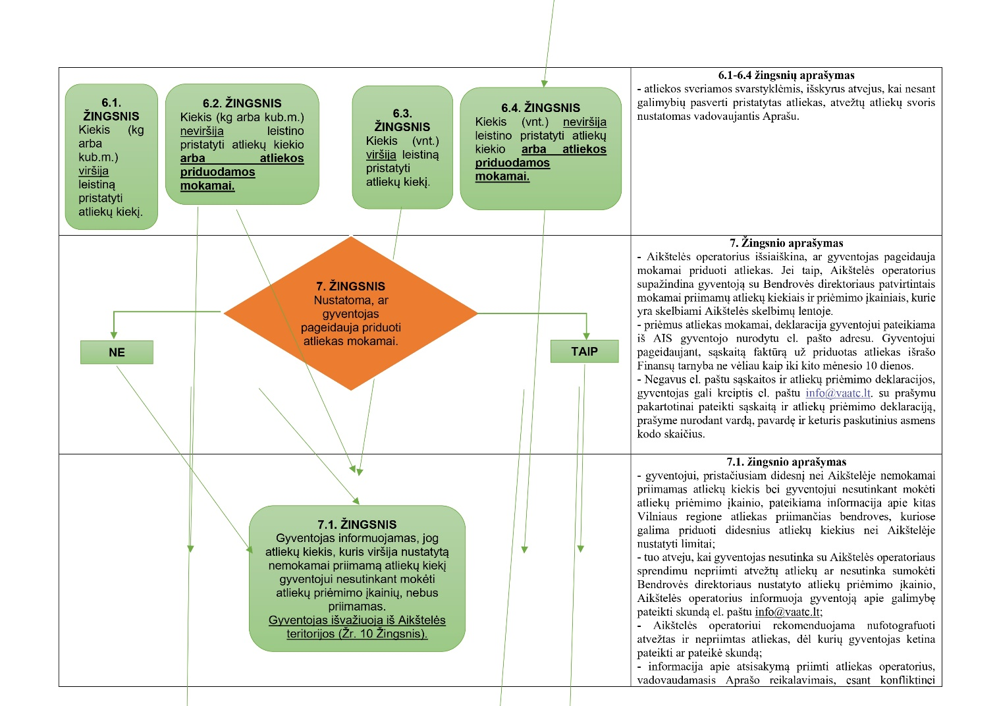 6.1.
ŽINGSNIS
Kiekis (kg
arba
kub.m.)
viršija
leistiną
pristatyti
atliekų kiekį.
6.2. ŽINGSNIS
Kiekis (kg arba kub.m.)
neviršija leistino
pristatyti atliekų kiekio
arba atliekos
priduodamos
mokamai.
6.3.
ŽINGSNIS
Kiekis (vnt.)
viršija leistiną
pristatyti
atliekų kiekį.
6.4. ŽINGSNIS
Kiekis (vnt.) neviršija
leistino pristatyti atliekų
kiekio arba atliekos
priduodamos
mokamai.
6.1-6.4 žingsnių aprašymas
- atliekos sveriamos svarstyklėmis, išskyrus atvejus, kai nesant
galimybių pasverti pristatytas atliekas, atvežtų atliekų svoris
nustatomas vadovaujantis Aprašu.
7. ŽINGSNIS
Nustatoma, ar
gyventojas
pageidauja priduoti
atliekas mokamai.
NE
TAIP
7. Žingsnio aprašymas
- Aikštelės operatorius išsiaiškina, ar gyventojas pageidauja
mokamai priduoti atliekas. Jei taip, Aikštelės operatorius
supažindina gyventoją su Bendrovės direktoriaus patvirtintais
mokamai priimamų atliekų kiekiais ir priėmimo įkainiais, kurie
yra skelbiami Aikštelės skelbimų lentoje.
- priėmus atliekas mokamai, deklaracija gyventojui pateikiama
iš AIS gyventojo nurodytu el. pašto adresu. Gyventojui
pageidaujant, sąskaitą faktūrą už priduotas atliekas išrašo
Finansų tarnyba ne vėliau kaip iki kito mėnesio 10 dienos.
- Negavus el. paštu sąskaitos ir atliekų priėmimo deklaracijos,
gyventojas gali kreiptis el. paštu info@vaatc.lt. su prašymu
pakartotinai pateikti sąskaitą ir atliekų priėmimo deklaraciją,
prašyme nurodant vardą, pavardę ir keturis paskutinius asmens
kodo skaičius.
7.1. ŽINGSNIS
Gyventojas informuojamas, jog
atliekų kiekis, kuris viršija nustatytą
nemokamai priimamą atliekų kiekį
gyventojui nesutinkant mokėti
atliekų priėmimo įkainių, nebus
priimamas.
Gyventojas išvažiuoja iš Aikštelės
teritorijos (Žr. 10 Žingsnis).
7.1. žingsnio aprašymas
- gyventojui, pristačiusiam didesnį nei Aikštelėje nemokamai
priimamas atliekų kiekis bei gyventojui nesutinkant mokėti
atliekų priėmimo įkainio, pateikiama informacija apie kitas
Vilniaus regione atliekas priimančias bendroves, kuriose
galima priduoti didesnius atliekų kiekius nei Aikštelėje
nustatyti limitai;
- tuo atveju, kai gyventojas nesutinka su Aikštelės operatoriaus
sprendimu nepriimti atvežtų atliekų ar nesutinka sumokėti
Bendrovės direktoriaus nustatyto atliekų priėmimo įkainio,
Aikštelės operatorius informuoja gyventoją apie galimybę
pateikti skundą el. paštu info@vaatc.lt;
- Aikštelės operatoriui rekomenduojama nufotografuoti
atvežtas ir nepriimtas atliekas, dėl kurių gyventojas ketina
pateikti ar pateikė skundą;
- informacija apie atsisakymą priimti atliekas operatorius,
vadovaudamasis Aprašo reikalavimais, esant konfliktinei